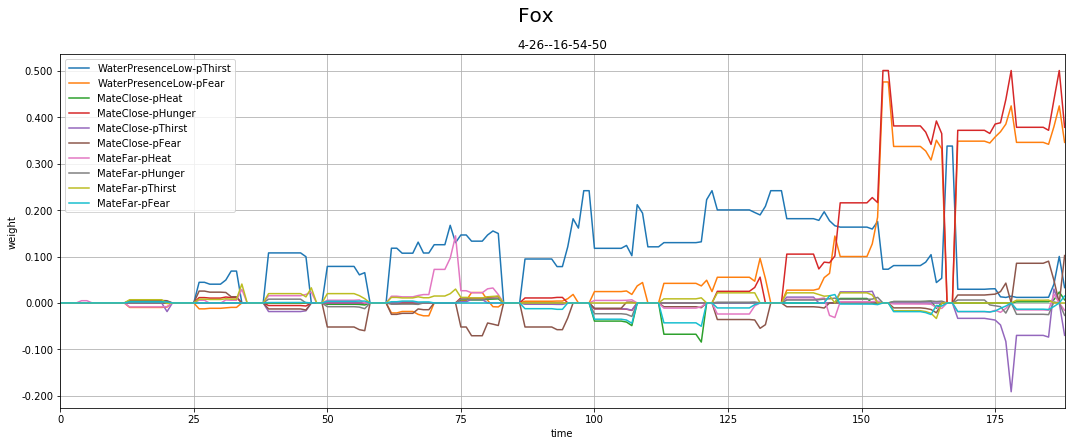 Fox
4-26--16-54-50
0.500
0.400
0.300
0.200
0.100
0.000
-0.100
-0.200
weight
WaterPresenceLow-pThirst
WaterPresenceLow-pFear
MateClose-pHeat
MateClose-pHunger
MateClose-pThirst
MateClose-pFear
MateFar-pHeat
MateFar-pHunger
MateFar-pThirst
MateFar-pFear
0 25 50 75 100 125 150 175
time